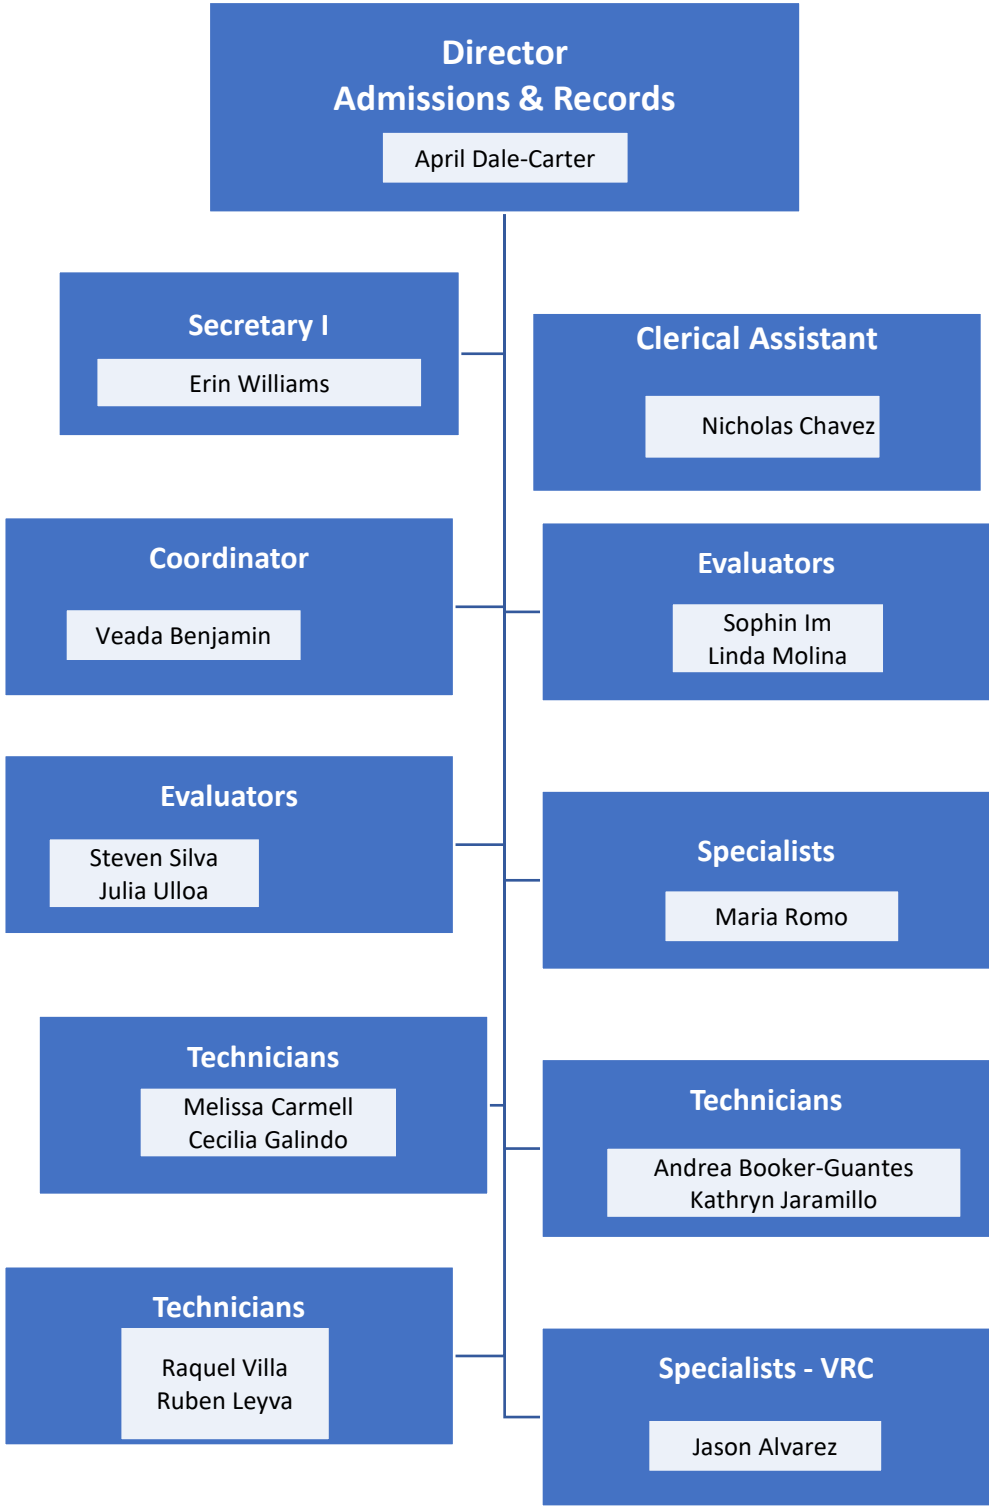 Director
Admissions & Records
April Dale-Carter
Secretary I
Erin Williams
Clerical Assistant
Nicholas Chavez
Coordinator
Veada Benjamin
Evaluators
Sophin Im
Linda Molina
Evaluators
Steven Silva
Julia Ulloa
Specialists
Maria Romo
Technicians
Melissa Carmell
Cecilia Galindo
Technicians
Andrea Booker-Guantes
Kathryn Jaramillo
Technicians
Raquel Villa
Ruben Leyva
Specialists - VRC
Jason Alvarez